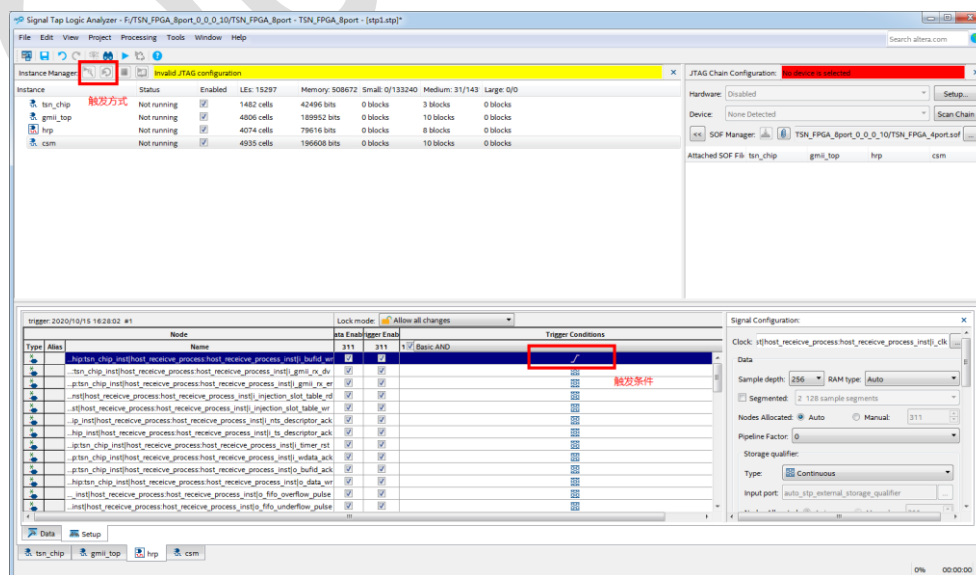 Signal Tap Logic Analyzer - F:/TSN_FPGA_8port_0_0_0_10/TSN_FPGA_8port - TSN_FPGA_8port - [stp1.stp]*
File Edit View Project Processing Tools Window Help
Search altera.com
Instance Manager: Invalid JTAG configuration
JTAG Chain Configuration: No device is selected
Instance Status Enabled LEs: 15297 Memory: 508672 Small: 0/133240 Medium: 31/143 Large: 0/0
触发方式
tsn_chip Not running 1482 cells 42496 bits 0 blocks 3 blocks 0 blocks
gmii_top Not running 4806 cells 189952 bits 0 blocks 10 blocks 0 blocks
hrp Not running 4074 cells 79616 bits 0 blocks 8 blocks 0 blocks
csm Not running 4935 cells 196608 bits 0 blocks 10 blocks 0 blocks
Hardware: Disabled Setup...
Device: None Detected Scan Chain
<< SOF Manager: TSN_FPGA_8port_0_0_0_10/TSN_FPGA_4port.sof ...
Attached SOF Fil: tsn_chip gmii_top hrp csm
trigger: 2020/10/15 16:28:02 #1 Lock mode: Allow all changes
Node ata Enab rigger Enab Trigger Conditions
Type Alias Name 311 311 1 Basic AND
...hip:tsn_chip_inst|host_receicve_process:host_receicve_process_inst|i_bufid_wr
...:tsn_chip_inst|host_receicve_process:host_receicve_process_inst|i_gmii_rx_dv
触发条件
...p:tsn_chip_inst|host_receicve_process:host_receicve_process_inst|i_gmii_rx_er
...nst|host_receicve_process:host_receicve_process_inst|i_injection_slot_table_rd
...st|host_receicve_process:host_receicve_process_inst|i_injection_slot_table_wr
...ip_inst|host_receicve_process:host_receicve_process_inst|i_nts_descriptor_ack
...hip_inst|host_receicve_process:host_receicve_process_inst|i_ts_descriptor_ack
...ip:tsn_chip_inst|host_receicve_process:host_receicve_process_inst|i_timer_rst
...p:tsn_chip_inst|host_receicve_process:host_receicve_process_inst|i_wdata_ack
...p:tsn_chip_inst|host_receicve_process:host_receicve_process_inst|o_bufid_ack
...hip:tsn_chip_inst|host_receicve_process:host_receicve_process_inst|o_data_wr
..._inst|host_receicve_process:host_receicve_process_inst|o_fifo_overflow_pulse
...inst|host_receicve_process:host_receicve_process_inst|o_fifo_underflow_pulse
Signal Configuration:
Clock: st|host_receicve_process:host_receicve_process_inst|i_clk ...
Data
Sample depth: 256 RAM type: Auto
Segmented: 2 128 sample segments
Nodes Allocated: Auto Manual: 311
Pipeline Factor: 0
Storage qualifier:
Type: Continuous
Input port: auto_stp_external_storage_qualifier ...
Data Setup
tsn_chip gmii_top hrp csm
0% 00:00:00